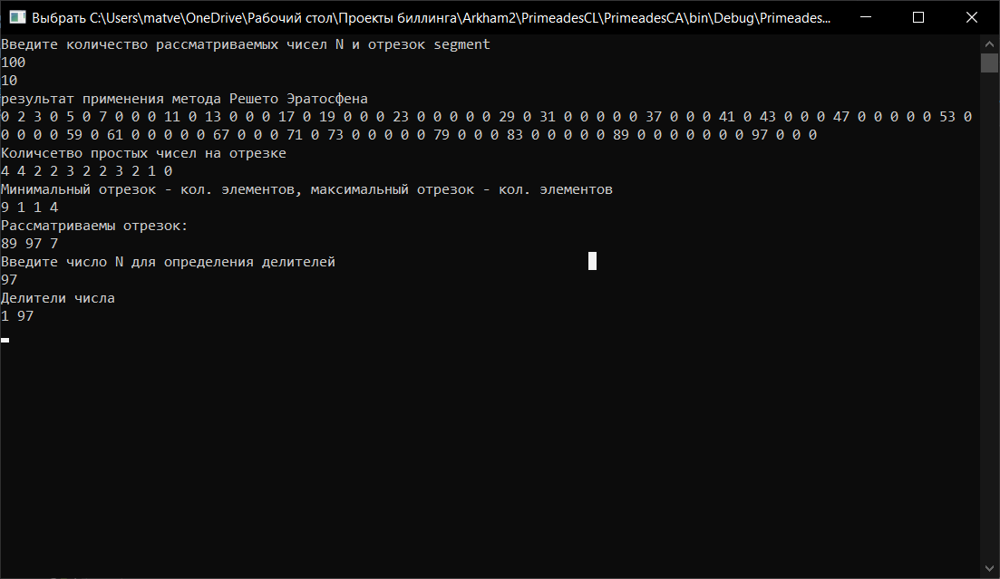 Выбрать C:\Users\matve\OneDrive\Рабочий стол\Проекты биллинга\Arkham2\PrimeadesCL\PrimeadesCA\bin\Debug\Primeades...
Введите количество рассматриваемых чисел N и отрезок segment
100
10
результат применения метода Решето Эратосфена
0 2 3 0 5 0 7 0 0 0 11 0 13 0 0 0 17 0 19 0 0 0 23 0 0 0 0 0 29 0 31 0 0 0 0 0 37 0 0 0 41 0 43 0 0 0 47 0 0 0 0 0 53 0
0 0 0 0 59 0 61 0 0 0 0 0 67 0 0 0 71 0 73 0 0 0 0 0 79 0 0 0 83 0 0 0 0 0 89 0 0 0 0 0 0 0 97 0 0 0
Количсетво простых чисел на отрезке
4 4 2 2 3 2 2 3 2 1 0
Минимальный отрезок - кол. элементов, максимальный отрезок - кол. элементов
9 1 1 4
Рассматриваемы отрезок:
89 97 7
Введите число N для определения делителей
97
Делители числа
1 97